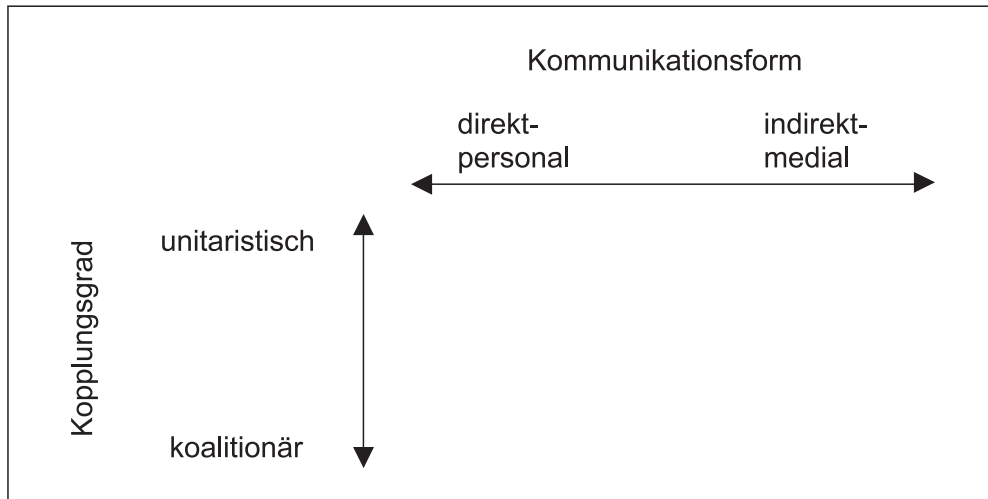 Kommunikationsform
direkt-
personal
indirekt-
medial
Kopplungsgrad
unitaristisch
koalitionär